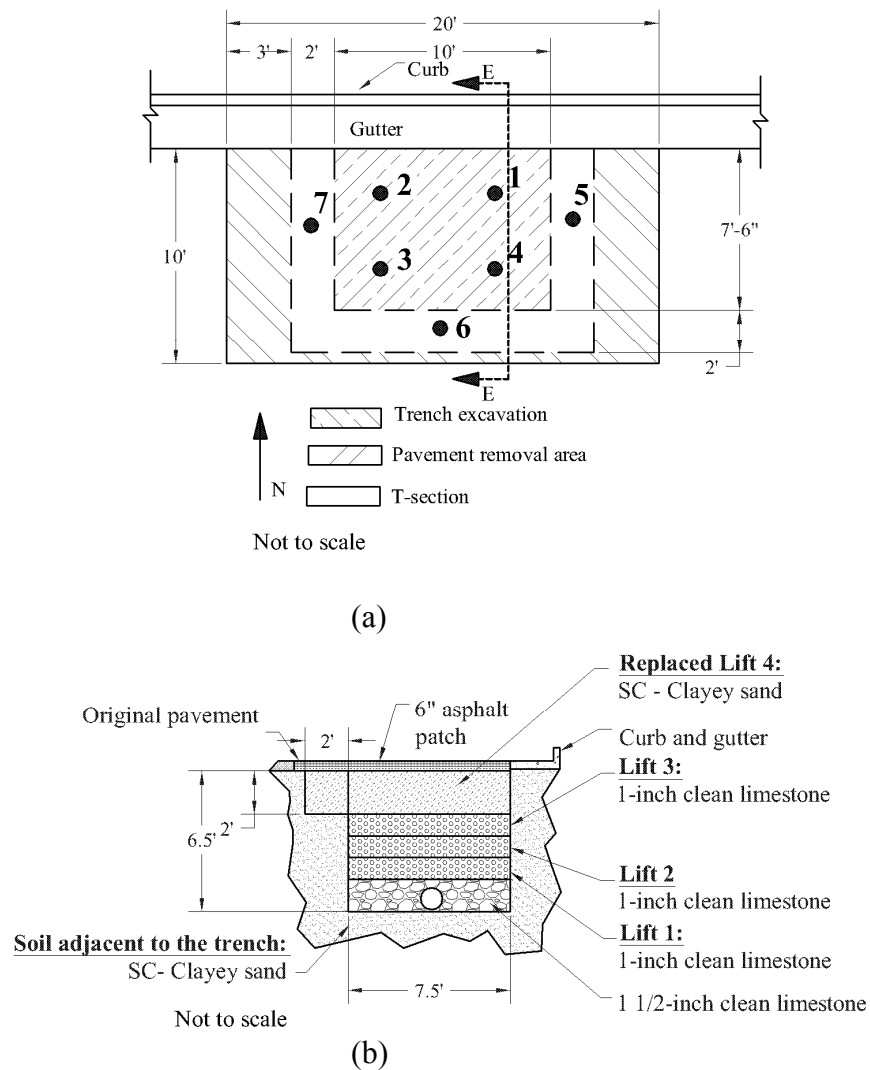 20'
3'
2'
10'
Curb
E
Gutter
2
1
7
5
10'
7'-6"
3
4
6
2'
E
Trench excavation
Pavement removal area
N
T-section
Not to scale
(a)
Replaced Lift 4:
SC - Clayey sand
Original pavement
6" asphalt
patch
2'
Curb and gutter
Lift 3:
1-inch clean limestone
6.5'
2'
Lift 2
1-inch clean limestone
Lift 1:
1-inch clean limestone
Soil adjacent to the trench:
SC- Clayey sand
7.5'
1 1/2-inch clean limestone
Not to scale
(b)